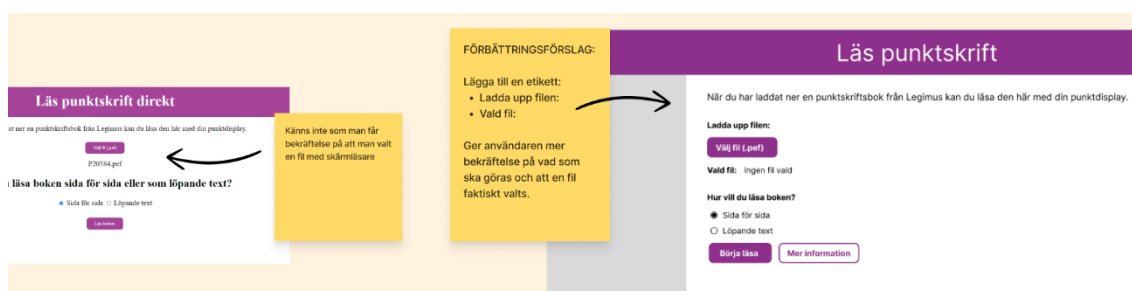 Läs punktskrift direkt
at ner en punktskriftsbok från Legimus kan du läsa den här med din punktdisplay.
Välj fil (.pef)
P20584.pef
läsa boken sida för sida eller som löpande text?
Sida för sida
Löpande text
Läs boken
Känns inte som man får
bekräftelse på att man valt
en fil med skärmläsare
FÖRBÄTTRINGSFÖRSLAG:
Lägga till en etikett:
• Ladda upp filen:
• Vald fil:
Ger användaren mer
bekräftelse på vad som
ska göras och att en fil
faktiskt valts.
Läs punktskrift
När du har laddat ner en punktskriftsbok från Legimus kan du läsa den här med din punktdisplay.
Ladda upp filen:
Välj fil (.pef)
Vald fil: Ingen fil vald
Hur vill du läsa boken?
Sida för sida
Löpande text
Börja läsa
Mer information